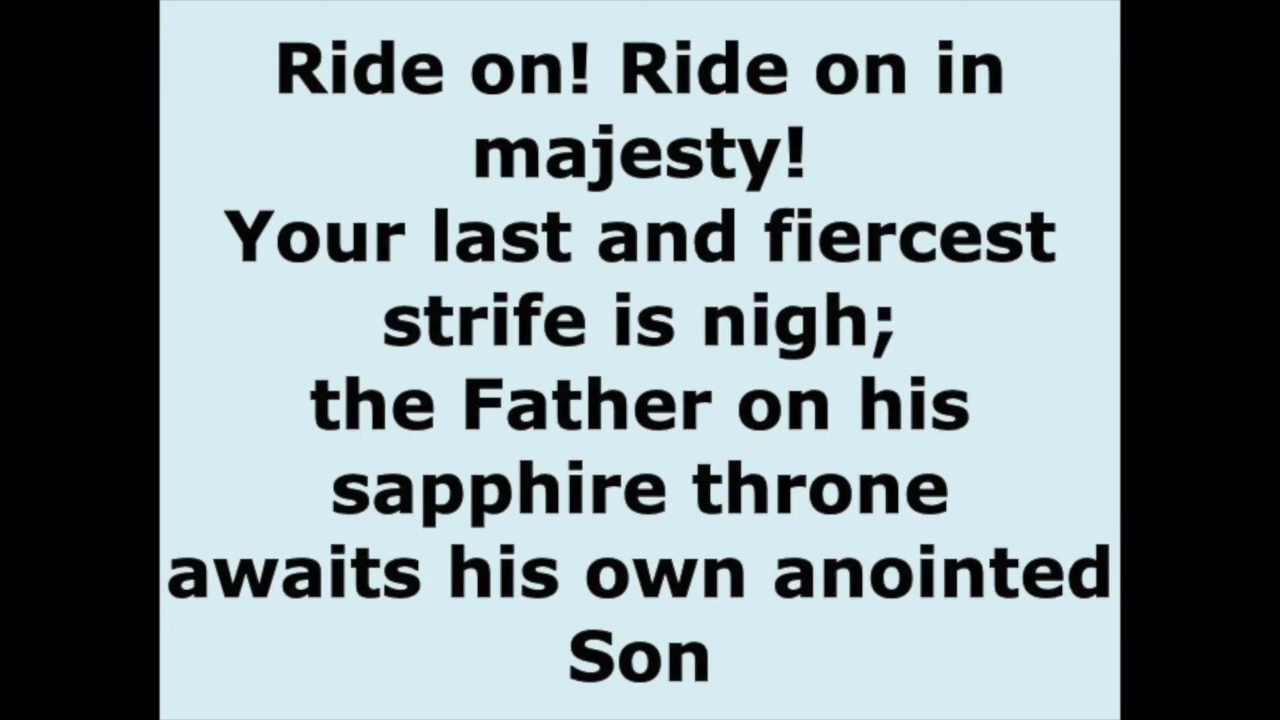 Ride on! Ride on in
majesty!
Your last and fiercest
strife is nigh;
the Father on his
sapphire throne
awaits his own anointed
Son